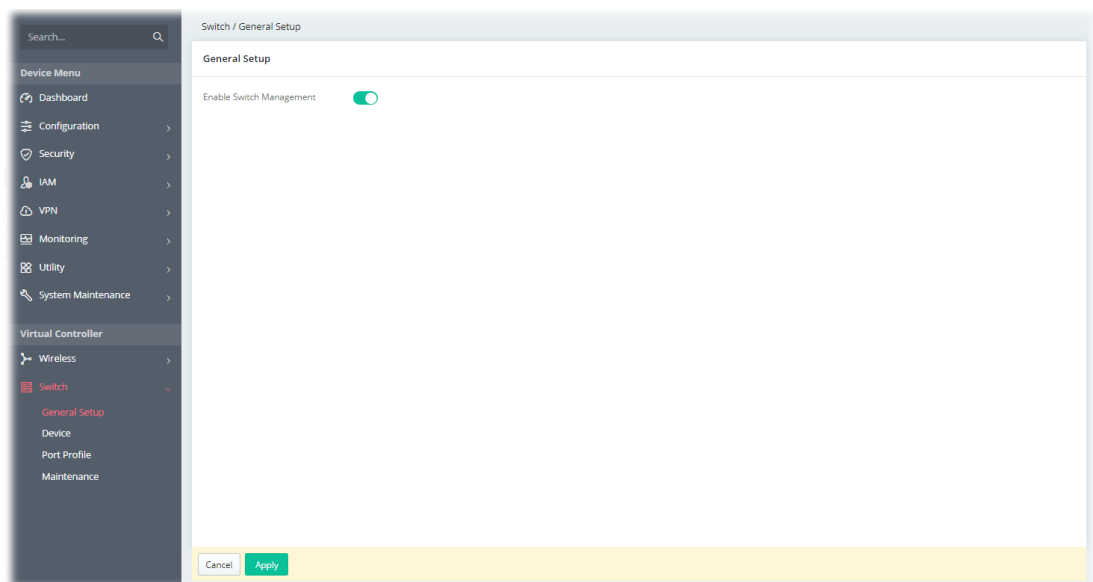 Search...
Device Menu
Dashboard
Configuration
Security
IAM
VPN
Monitoring
Utility
System Maintenance
Virtual Controller
Wireless
Switch
General Setup
Device
Port Profile
Maintenance
Switch / General Setup
General Setup
Enable Switch Management
Cancel Apply